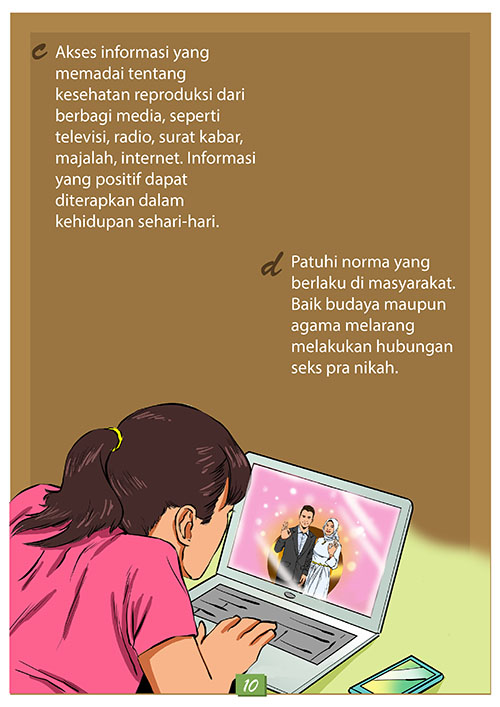 c Akses informasi yang
memadai tentang
kesehatan reproduksi dari
berbagi media, seperti
televisi, radio, surat kabar,
majalah, internet. Informasi
yang positif dapat
diterapkan dalam
kehidupan sehari-hari.
d Patuhi norma yang
berlaku di masyarakat.
Baik budaya maupun
agama melarang
melakukan hubungan
seks pra nikah.
10